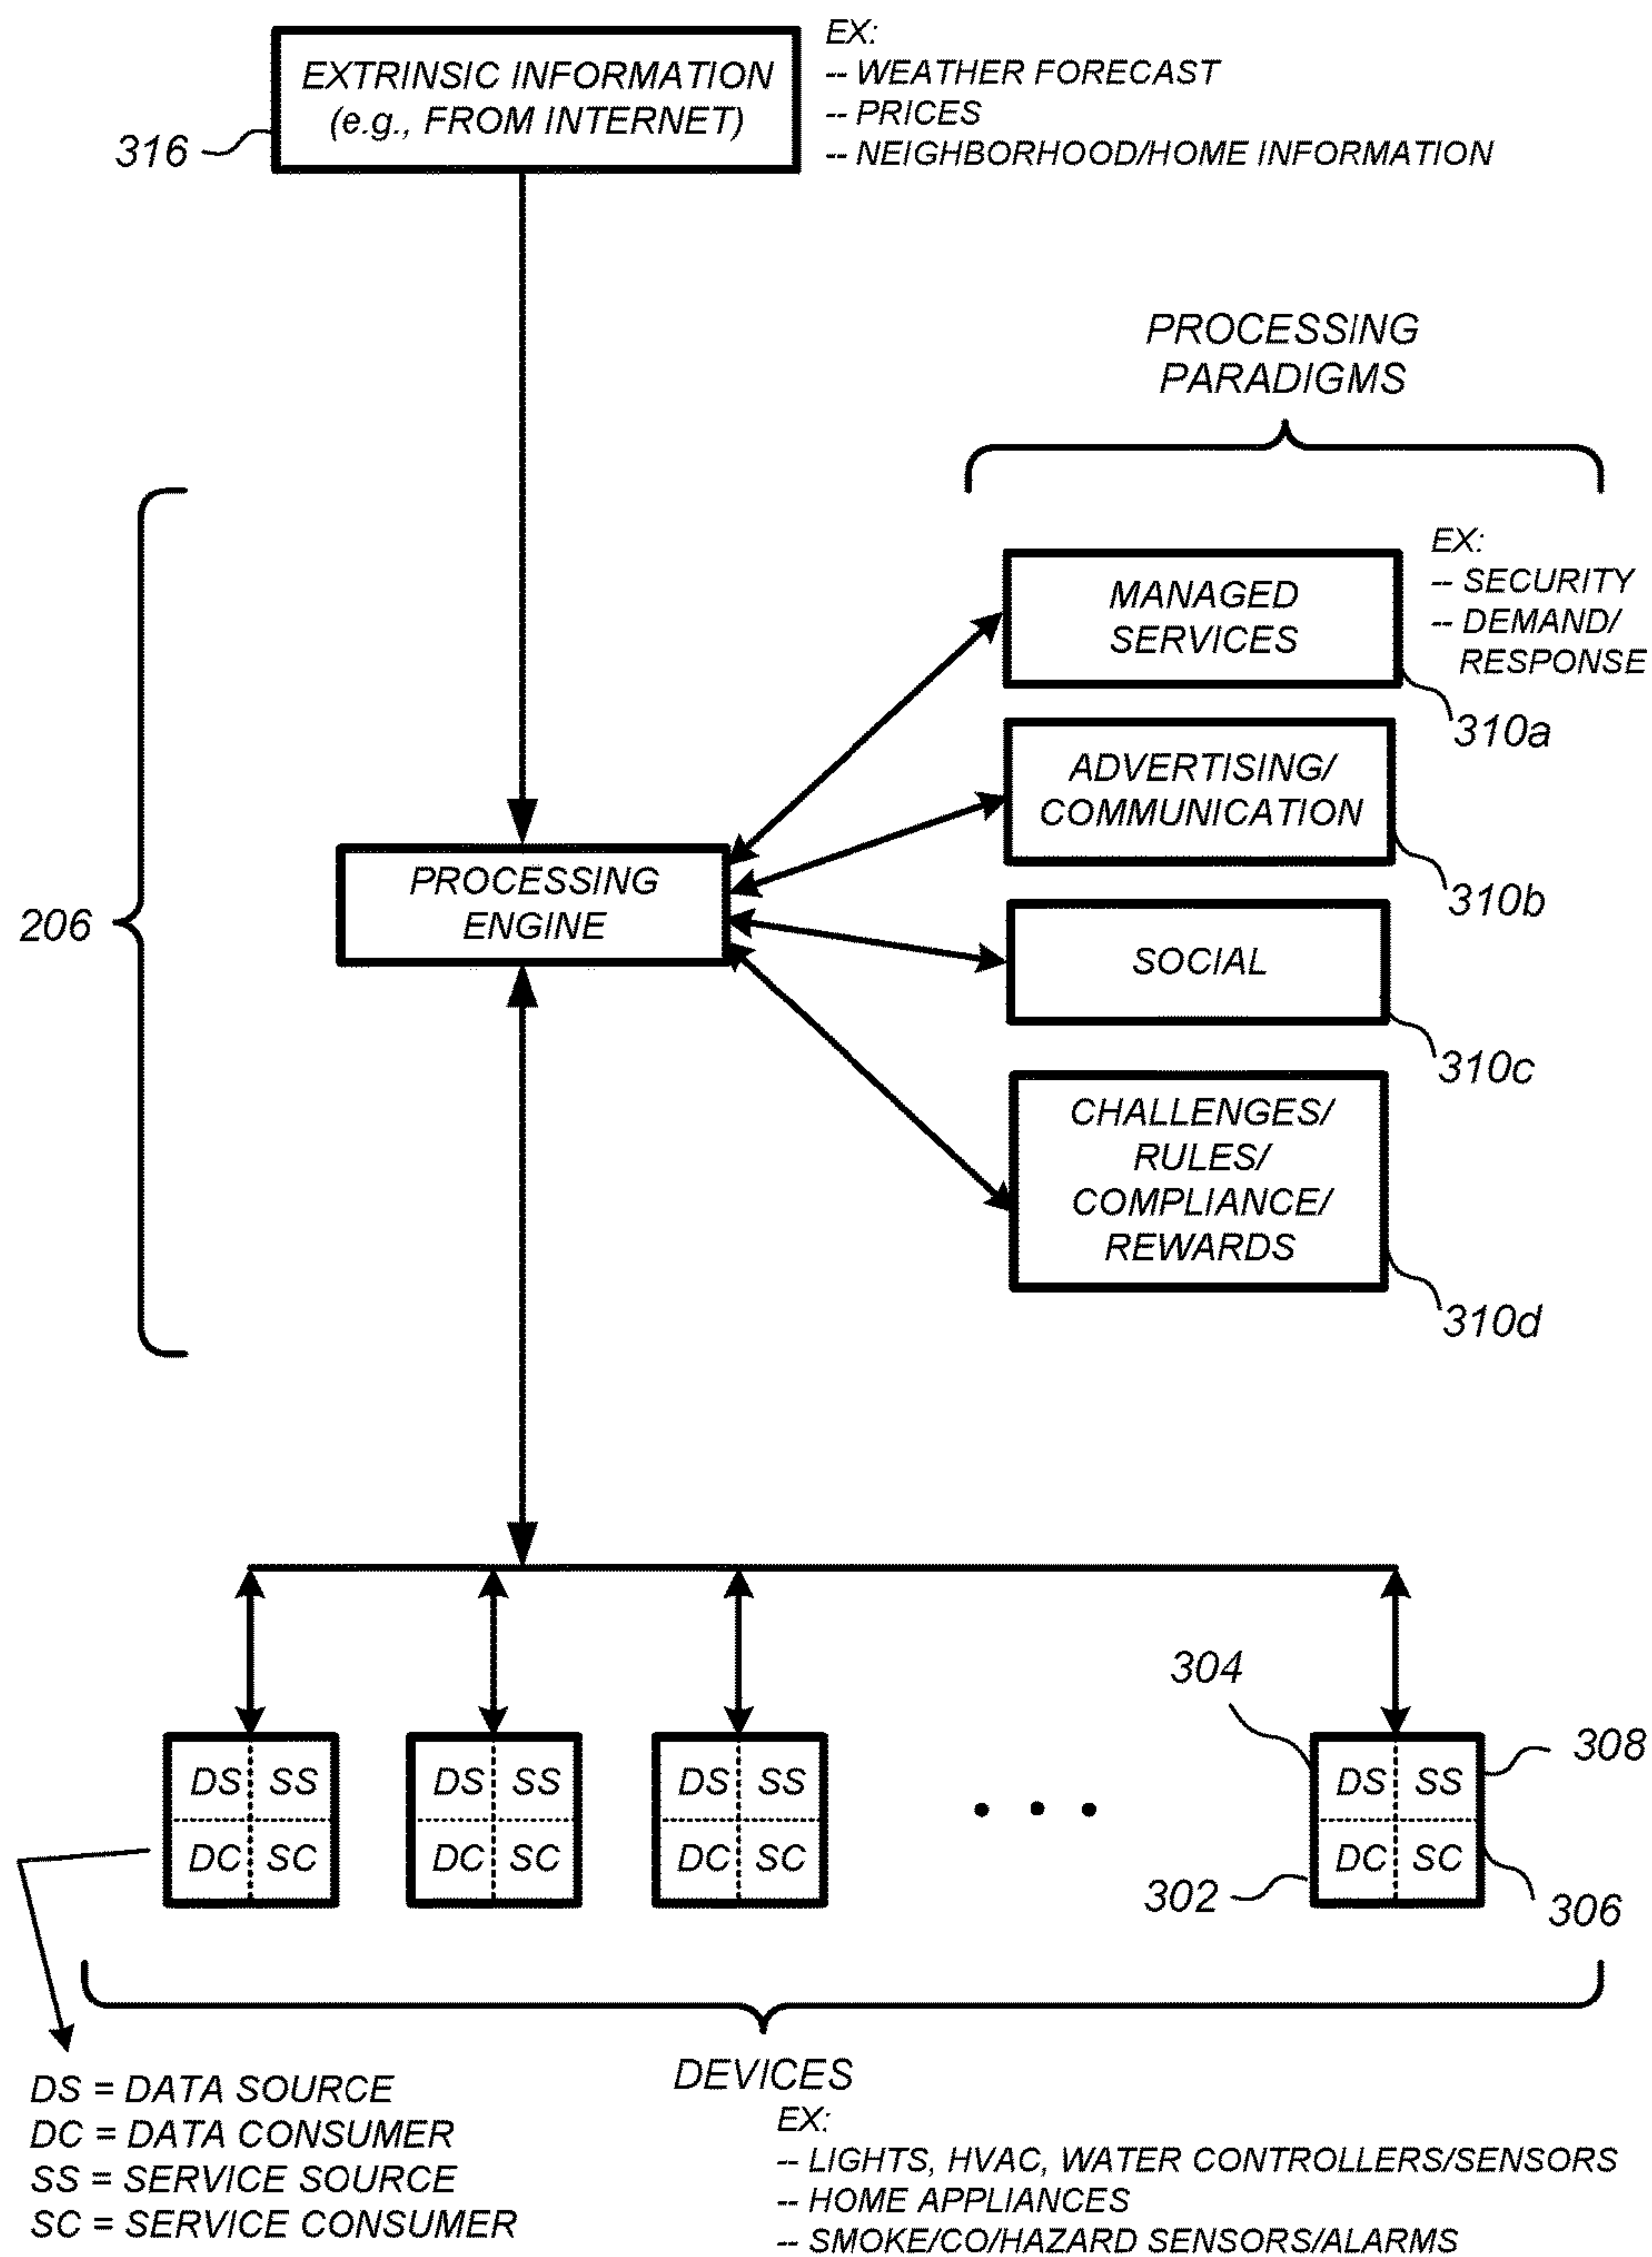 EXTRINSIC INFORMATION
(e.g., FROM INTERNET)
316
EX:
-- WEATHER FORECAST
-- PRICES
-- NEIGHBORHOOD/HOME INFORMATION
PROCESSING
PARADIGMS
MANAGED
SERVICES
EX:
-- SECURITY
-- DEMAND/
RESPONSE
310a
ADVERTISING/
COMMUNICATION
310b
PROCESSING
ENGINE
206
SOCIAL
310c
CHALLENGES/
RULES/
COMPLIANCE/
REWARDS
310d
304
308
DS SS
DC SC
DS SS
DC SC
DS SS
DC SC
DS SS
DC SC
302
306
DS = DATA SOURCE
DC = DATA CONSUMER
SS = SERVICE SOURCE
SC = SERVICE CONSUMER
DEVICES
EX:
-- LIGHTS, HVAC, WATER CONTROLLERS/SENSORS
-- HOME APPLIANCES
-- SMOKE/CO/HAZARD SENSORS/ALARMS